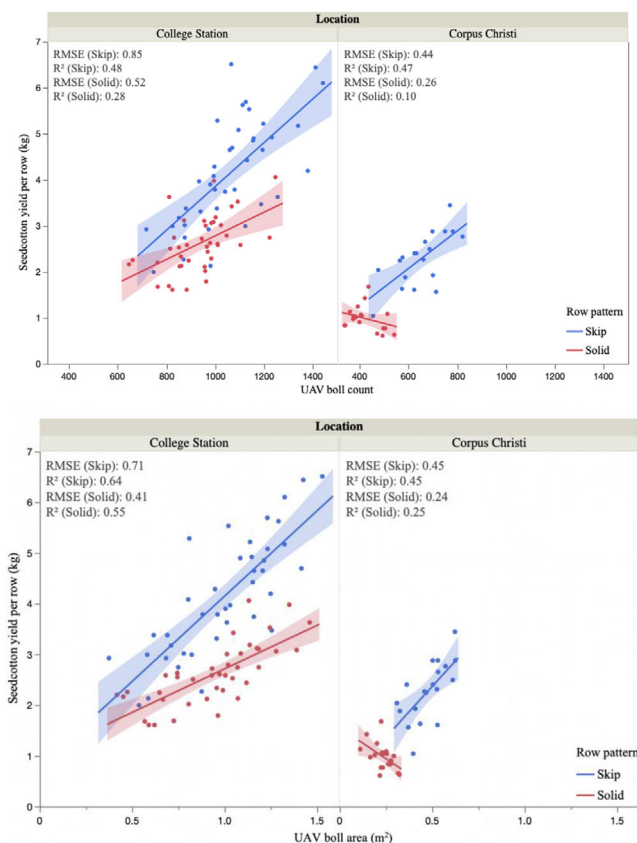 Location
College Station
Corpus Christi
RMSE (Skip): 0.85
R² (Skip): 0.48
RMSE (Solid): 0.52
R² (Solid): 0.28
RMSE (Skip): 0.44
R² (Skip): 0.47
RMSE (Solid): 0.26
R² (Solid): 0.10
Seedcotton yield per row (kg)
7
6
5
4
3
2
1
0
Row pattern
Skip
Solid
400 600 800 1000 1200 1400 400 600 800 1000 1200 1400
UAV boll count
Location
College Station
Corpus Christi
RMSE (Skip): 0.71
R² (Skip): 0.64
RMSE (Solid): 0.41
R² (Solid): 0.55
RMSE (Skip): 0.45
R² (Skip): 0.45
RMSE (Solid): 0.24
R² (Solid): 0.25
Seedcotton yield per row (kg)
7
6
5
4
3
2
1
0
Row pattern
Skip
Solid
0 0.5 1.0 1.5 0 0.5 1.0 1.5
UAV boll area (m²)